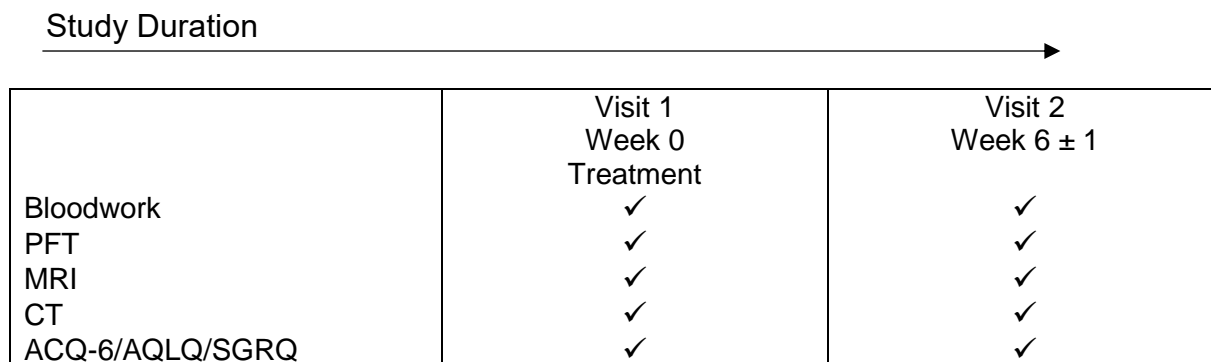 Study Duration
Visit 1 Visit 2
Week 0 Week 6 ± 1
Treatment
Bloodwork ✓ ✓
PFT ✓ ✓
MRI ✓ ✓
CT ✓ ✓
ACQ-6/AQLQ/SGRQ ✓ ✓